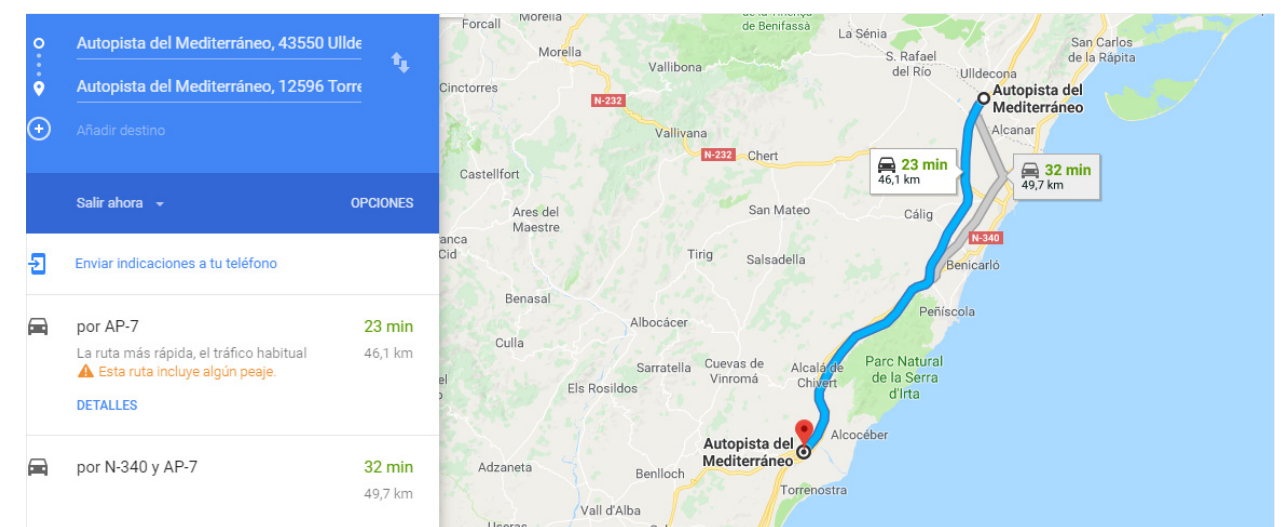 Autopista del Mediterráneo, 43550 Ullde
Autopista del Mediterráneo, 12596 Torre
Añadir destino
Salir ahora
OPCIONES
Enviar indicaciones a tu teléfono
por AP-7
23 min
La ruta más rápida, el tráfico habitual
46,1 km
Esta ruta incluye algún peaje.
DETALLES
por N-340 y AP-7
32 min
49,7 km
Forcall
Morella
de Benifassà
La Sénia
San Carlos
de la Rápita
Morella
Vallibona
S. Rafael
del Río
Ulldecona
Cinctorres
N-232
Autopista del
Mediterráneo
Vallivana
Alcanar
N-232
Chert
23 min
46,1 km
32 min
49,7 km
Castellfort
Ares del
Maestre
San Mateo
Cálig
N-340
Tirig
Salsadella
Benicarló
Benasal
Peñíscola
Albocácer
Culla
Sarratella
Cuevas de
Vinromá
Alcalá de
Chivert
Parc Natural
de la Serra
d'Irta
Els Rosildos
Alcocéber
Autopista del
Mediterráneo
Adzaneta
Benlloch
Torrenostra
Vall d'Alba